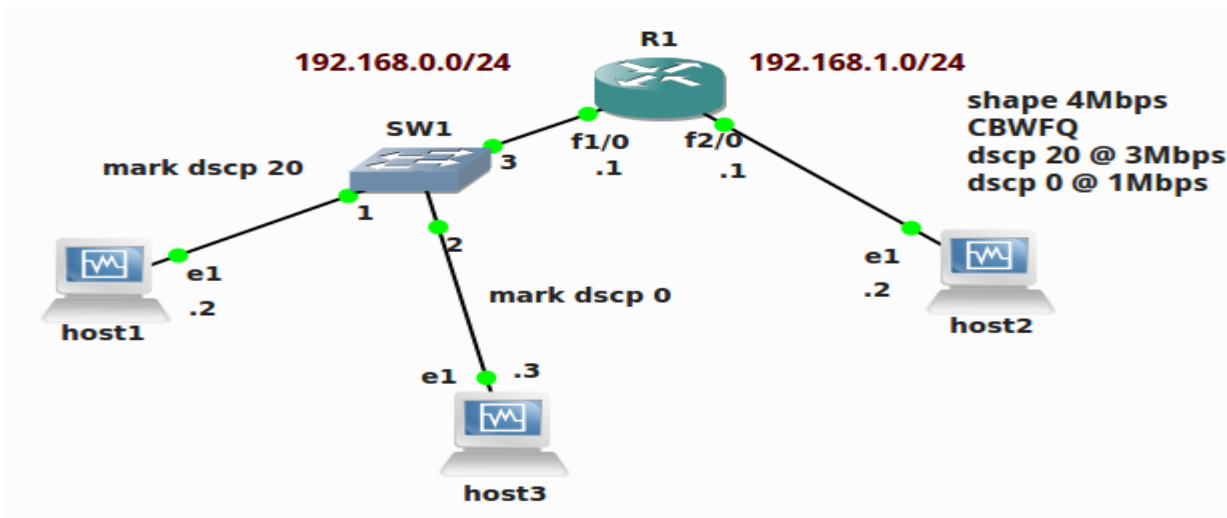 R1
192.168.0.0/24
192.168.1.0/24
shape 4Mbps
CBWFQ
dscp 20 @ 3Mbps
dscp 0 @ 1Mbps
SW1
3
f1/0
.1
f2/0
.1
mark dscp 20
1
2
e1
.2
host1
mark dscp 0
e1
.2
host2
e1
.3
host3